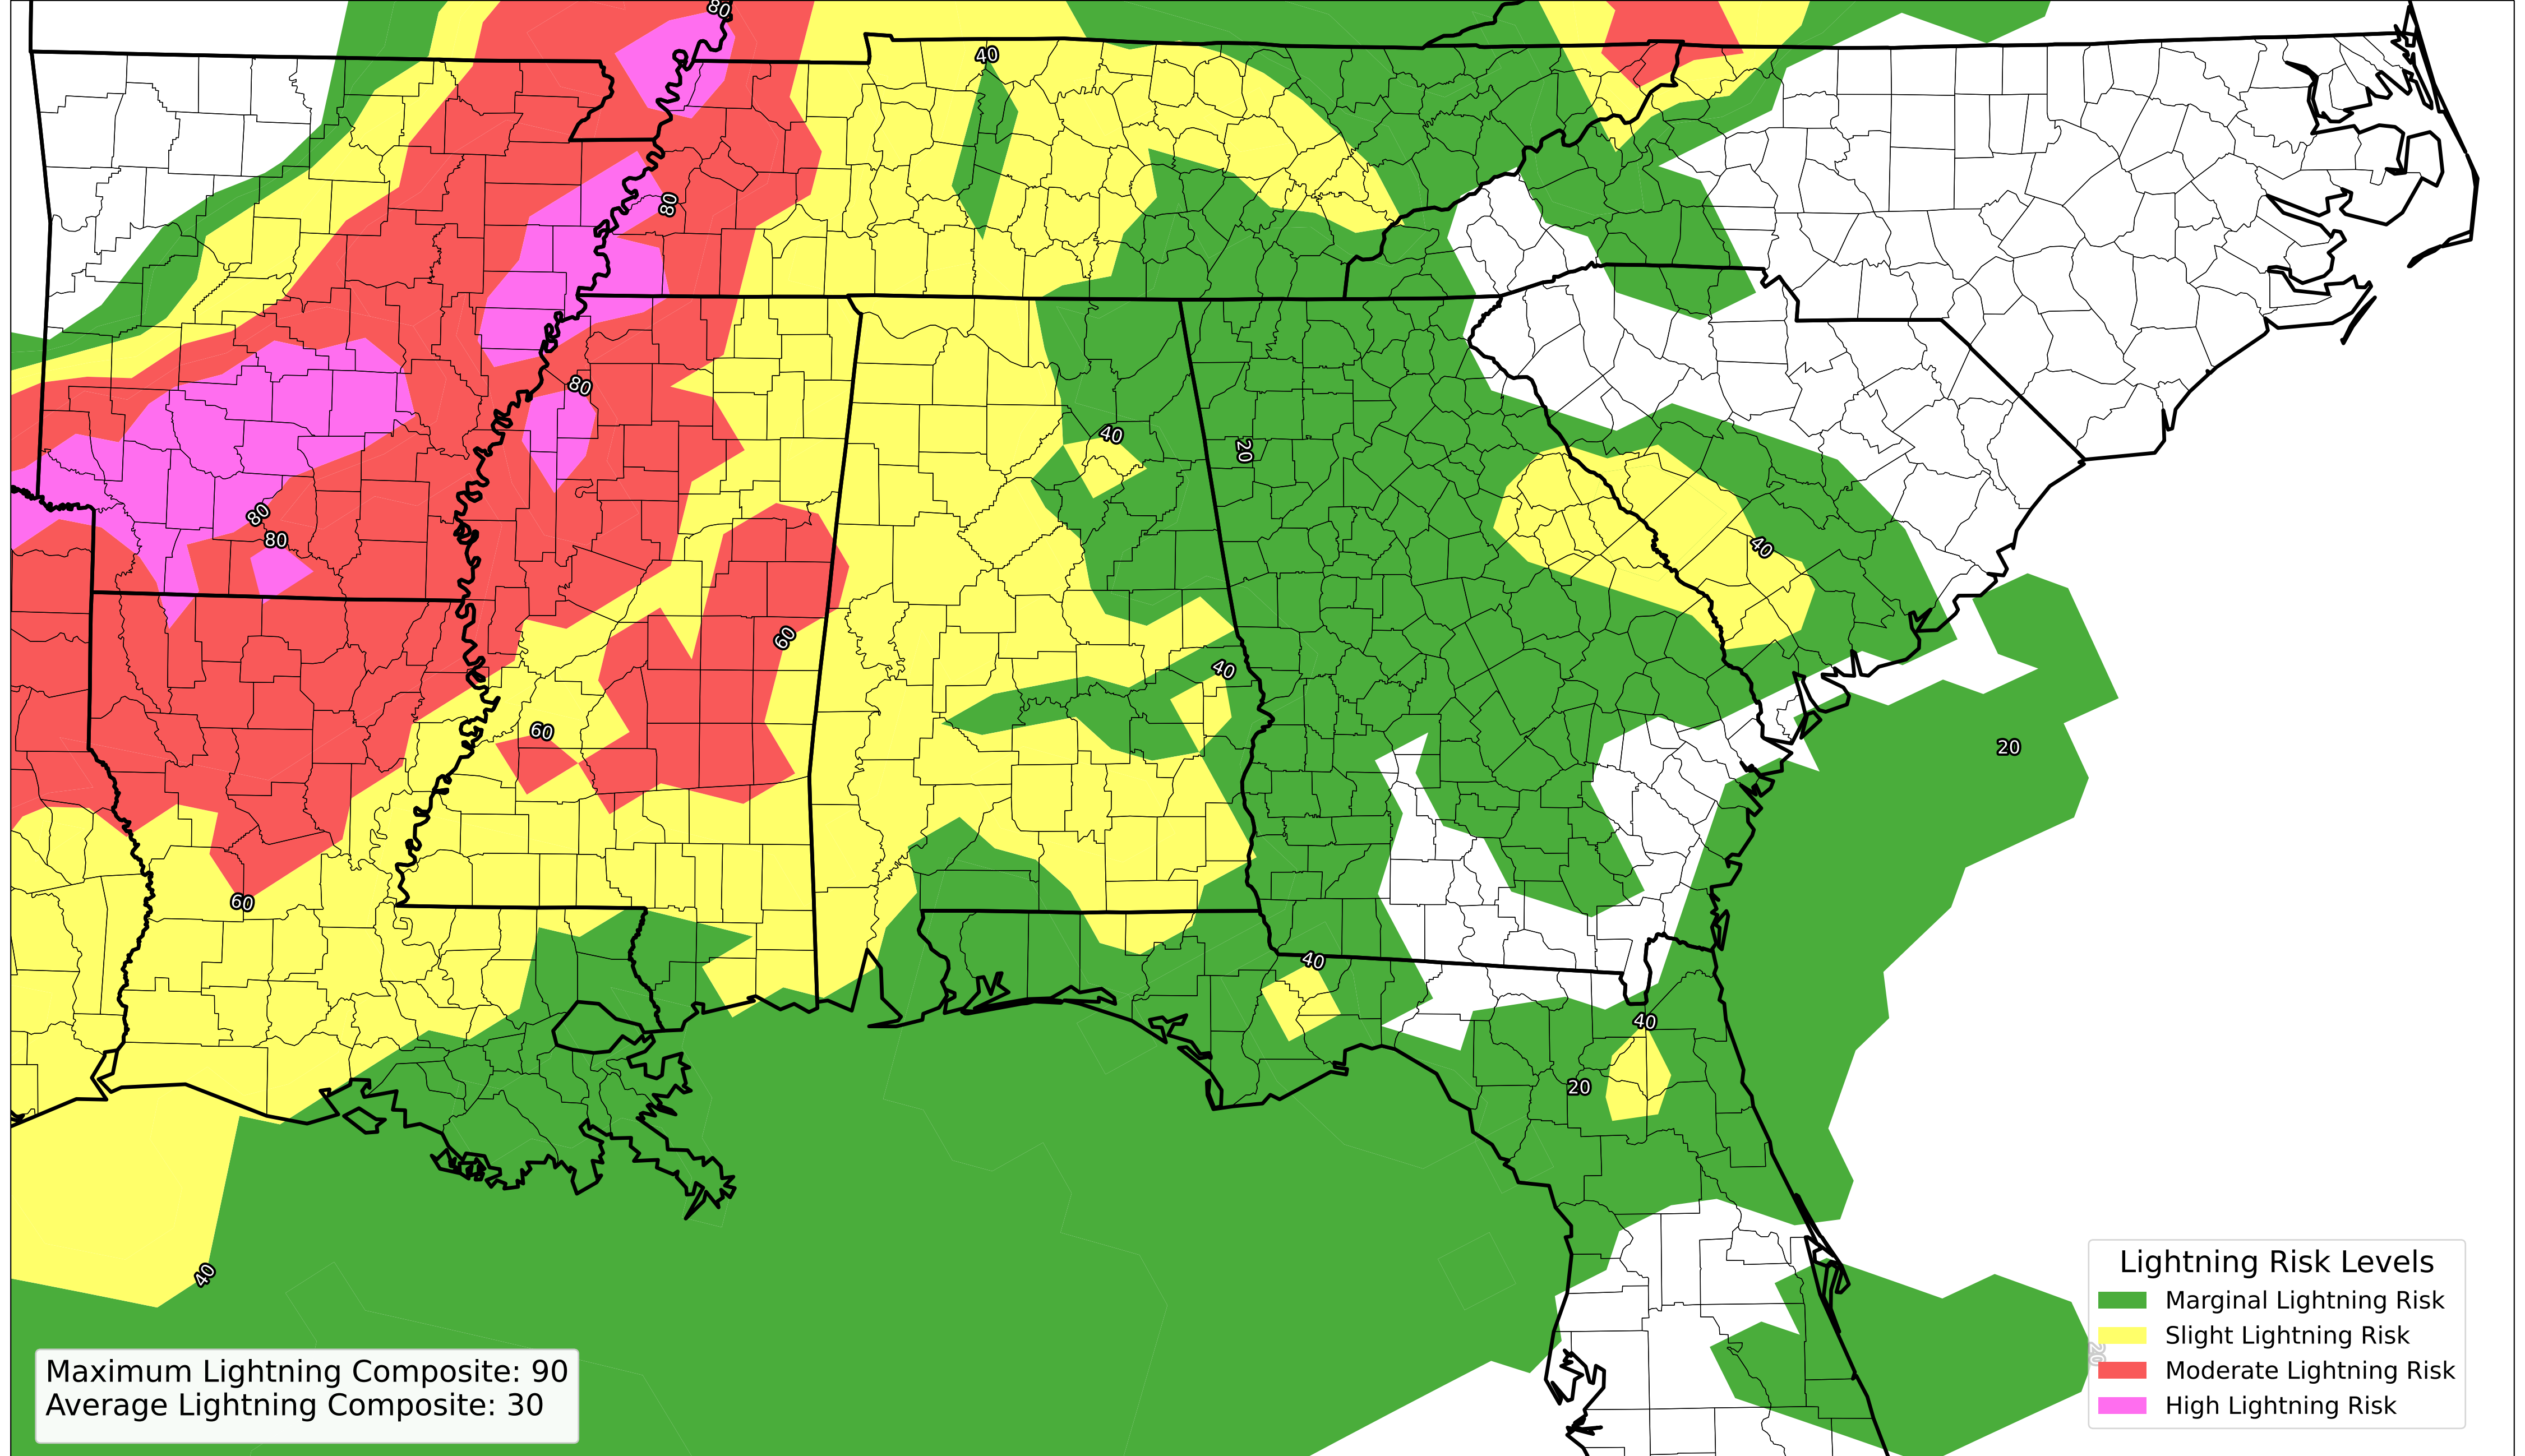 80
40
80
80
40
20
80
40
80
60
40
60
20
60
40
40
20
40
20
Lightning Risk Levels
Marginal Lightning Risk
Slight Lightning Risk
Moderate Lightning Risk
High Lightning Risk
Maximum Lightning Composite: 90
Average Lightning Composite: 30